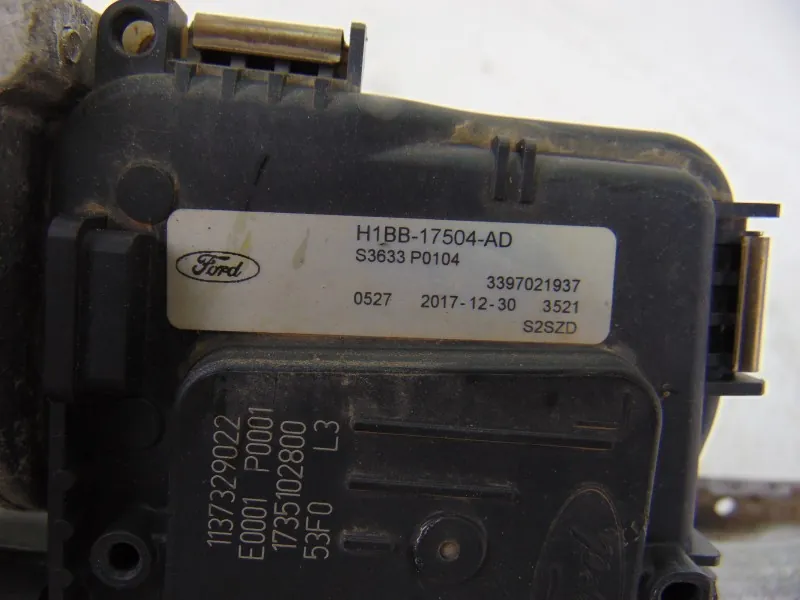 H1BB-17504-AD
S3633 P0104
Ford
3397021937
0527 2017-12-30 3521
S2SZD
1137329022
E0001 P0001
1735102800
53F0 L3
Ford